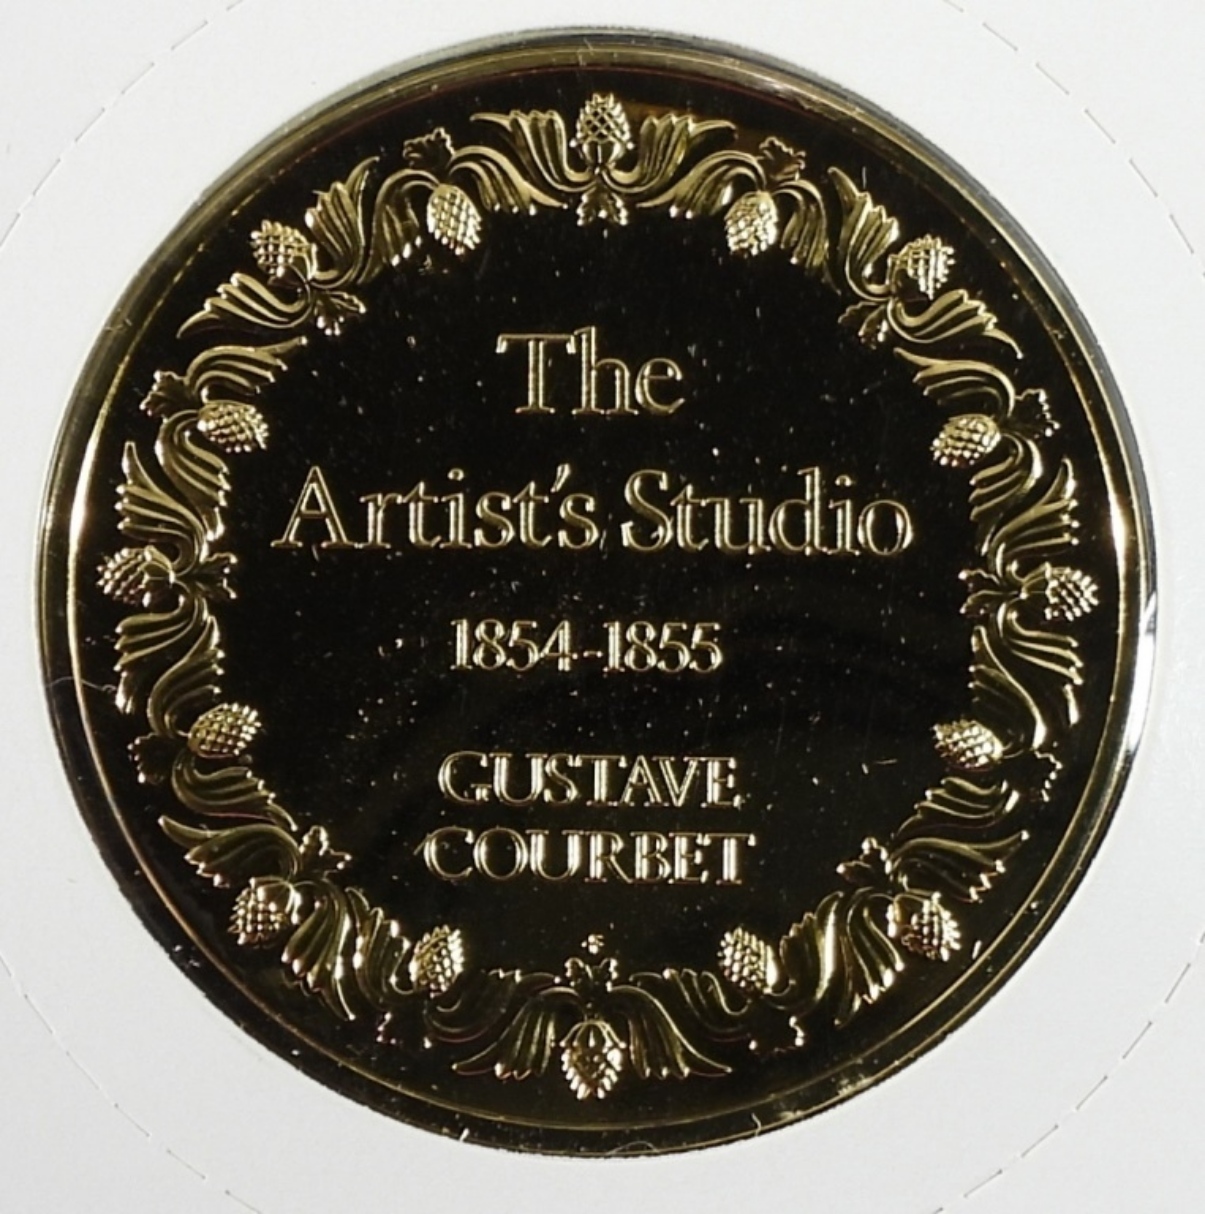 The
Artist's Studio
1854-1855
GUSTAVE
COURBET